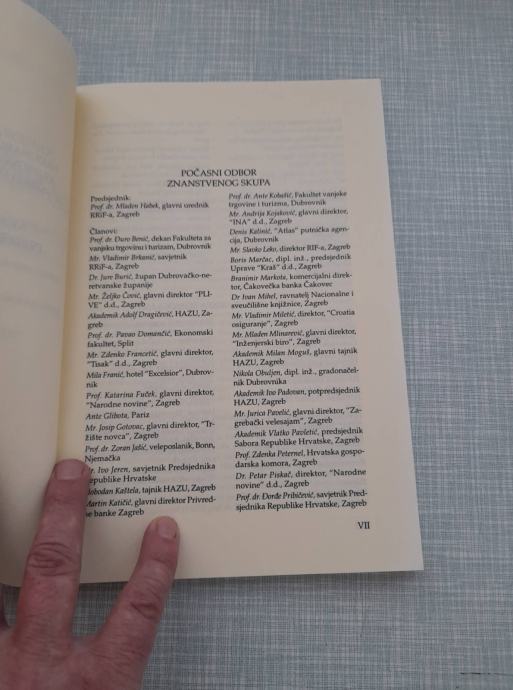 POČASNI ODBOR
ZNANSTVENOG SKUPA
Predsjednik:
Prof. dr. Mladen Habek, glavni urednik
RRiF-a, Zagreb
Članovi:
Prof. dr. Đuro Benić, dekan Fakulteta za
vanjsku trgovinu i turizam, Dubrovnik
Mr. Vladimir Brkanić, savjetnik
RRiF-a, Zagreb
Dr. Jure Burić, župan Dubrovačko-ne-
retvanske županije
Mr. Željko Čović, glavni direktor "PLI-
VE" d.d., Zagreb
Akademik Adolf Dragičević, HAZU, Za-
greb
Prof. dr. Pavao Domančić, Ekonomski
fakultet, Split
Mr. Zdenko Francetić, glavni direktor,
"Tisak" d.d., Zagreb
Mila Franić, hotel "Excelsior", Dubrov-
nik
Prof. Katarina Fuček, glavni direktor,
"Narodne novine", Zagreb
Ante Glibota, Pariz
Mr. Josip Gotovac, glavni direktor, "Tr-
žište novca", Zagreb
Prof. dr. Zoran Jašić, veleposlanik, Bonn,
Njemačka
r. Ivo Jeren, savjetnik Predsjednika
epublike Hrvatske
lobodan Kaštela, tajnik HAZU, Zagreb
Martin Katičić, glavni direktor Privred-
e banke Zagreb
Prof. dr. Ante Kobašić, Fakultet vanjske
trgovine i turizma, Dubrovnik
Mr. Andrija Kojaković, glavni direktor,
"INA" d.d., Zagreb
Denis Kalinić, "Atlas" putnička agen-
cija, Dubrovnik
Mr. Slavko Leko, direktor RIF-a, Zagreb
Boris Marčac, dipl. inž., predsjednik
Uprave "Kraš" d.d., Zagreb
Branimir Markota, komercijalni direk-
tor, Čakovečka banka Čakovec
Dr Ivan Mihel, ravnatelj Nacionalne i
sveučilišne knjižnice, Zagreb
Mr. Vladimir Miletić, direktor, "Croatia
osiguranje", Zagreb
Mr. Mladen Mlinarević, glavni direktor,
"Inženjerski biro", Zagreb
Akademik Milan Moguš, glavni tajnik
HAZU, Zagreb
Nikola Obuljen, dipl. inž., gradonačel-
nik Dubrovnika
Akademik Ivo Padovan, potpredsjednik
HAZU, Zagreb
Mr. Jurica Pavelić, glavni direktor, "Za-
grebački velesajam", Zagreb
Akademik Vlatko Pavletić, predsjednik
Sabora Republike Hrvatske, Zagreb
Prof. Zdenka Peternel, Hrvatska gospo-
darska komora, Zagreb
Dr. Petar Piskač, direktor, "Narodne
novine" d.d., Zagreb
Prof. dr. Đorđe Pribičević, savjetnik Pred-
sjednika Republike Hrvatske, Zagreb
VII